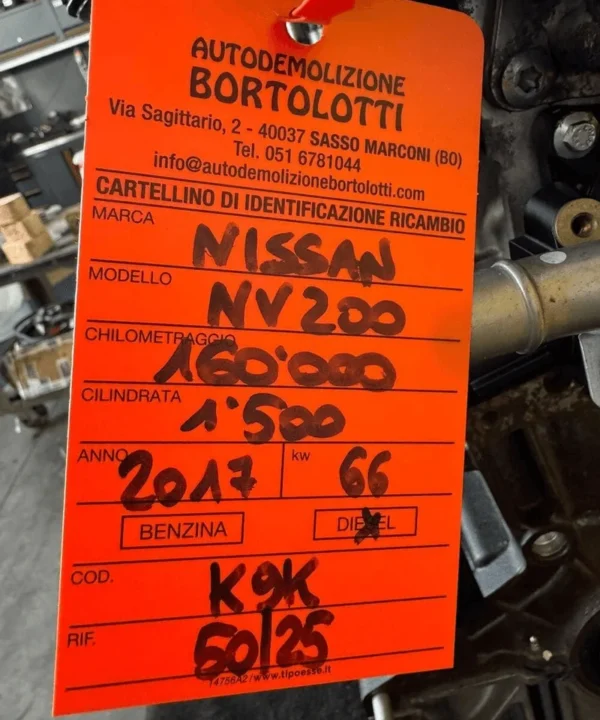 AUTODEMOLIZIONE
BORTOLOTTI
Via Sagittario, 2 - 40037 SASSO MARCONI (BO)
Tel. 051 6781044
info@autodemolizionebortolotti.com
CARTELLINO DI IDENTIFICAZIONE RICAMBIO
MARCA NISSAN
MODELLO NV200
CHILOMETRAGGIO 160'000
CILINDRATA 1'500
ANNO 2017 kw 66
BENZINA DIESEL
COD. K9K
RIF. 50/25
14756A2/www.tipoesse.it